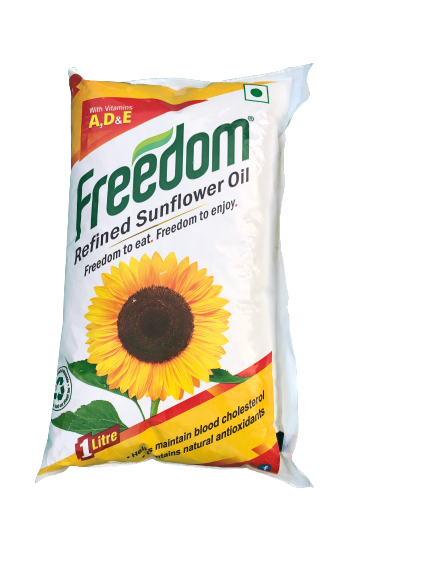 With Vitamins
A,D&E
Freedom®
Refined Sunflower Oil
Freedom to eat. Freedom to enjoy.
1 Litre
maintain blood cholesterol
natural antioxidants